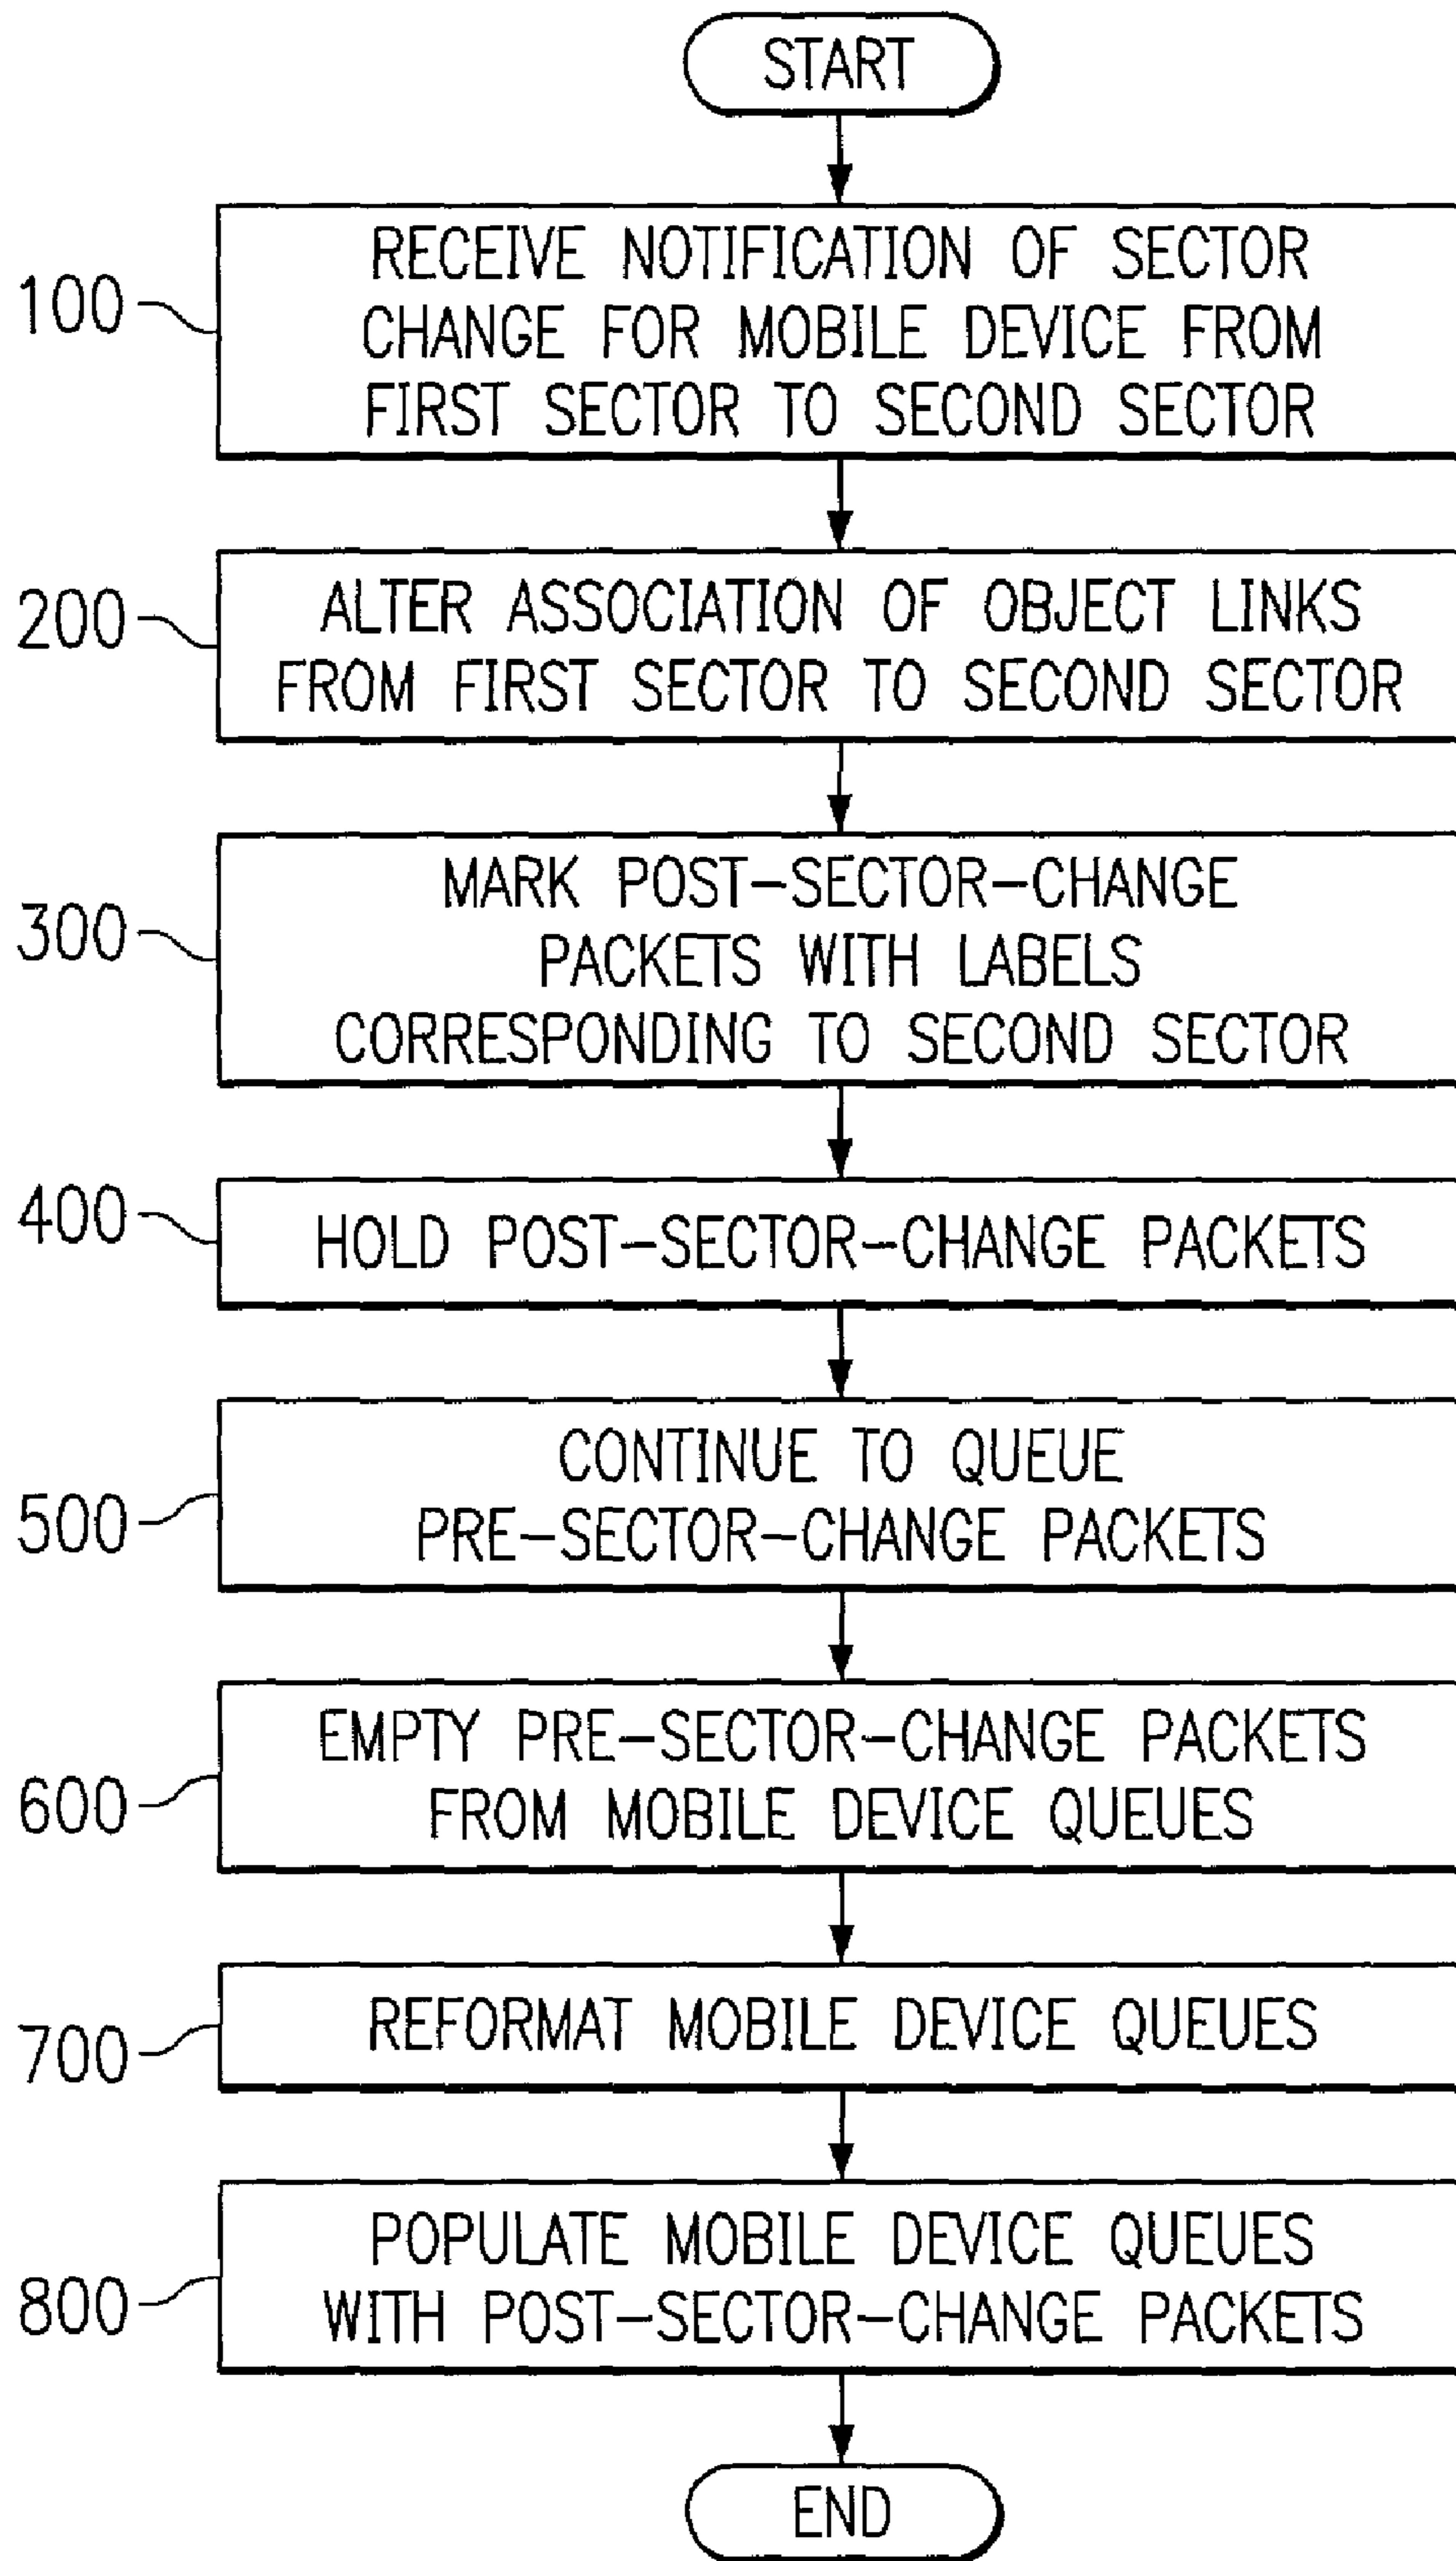 START
100
RECEIVE NOTIFICATION OF SECTOR
CHANGE FOR MOBILE DEVICE FROM
FIRST SECTOR TO SECOND SECTOR
200
ALTER ASSOCIATION OF OBJECT LINKS
FROM FIRST SECTOR TO SECOND SECTOR
300
MARK POST-SECTOR-CHANGE
PACKETS WITH LABELS
CORRESPONDING TO SECOND SECTOR
400
HOLD POST-SECTOR-CHANGE PACKETS
500
CONTINUE TO QUEUE
PRE-SECTOR-CHANGE PACKETS
600
EMPTY PRE-SECTOR-CHANGE PACKETS
FROM MOBILE DEVICE QUEUES
700
REFORMAT MOBILE DEVICE QUEUES
800
POPULATE MOBILE DEVICE QUEUES
WITH POST-SECTOR-CHANGE PACKETS
END